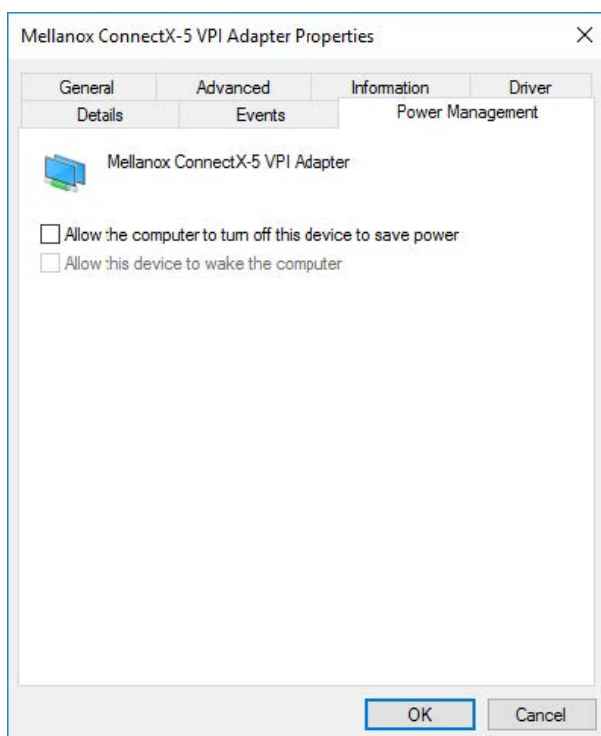 Mellanox ConnectX-5 VPI Adapter Properties
General Advanced Information Driver
Details Events Power Management
Mellanox ConnectX-5 VPI Adapter
Allow the computer to turn off this device to save power
Allow this device to wake the computer
OK Cancel